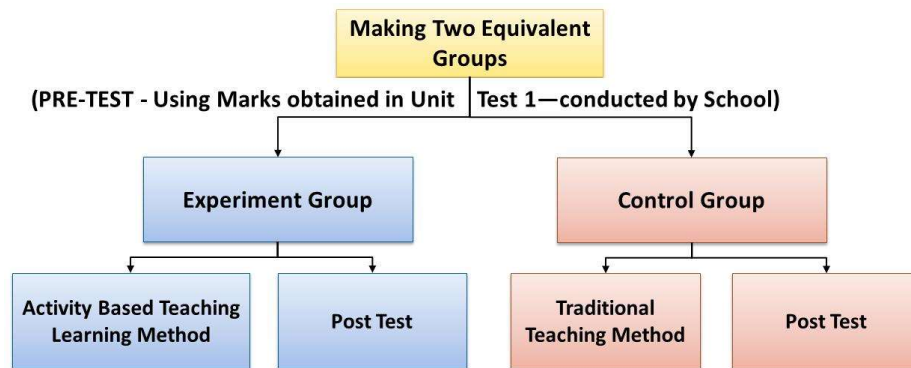 Making Two Equivalent
Groups
(PRE-TEST - Using Marks obtained in Unit Test 1—conducted by School)
Experiment Group
Control Group
Activity Based Teaching
Learning Method
Post Test
Traditional
Teaching Method
Post Test